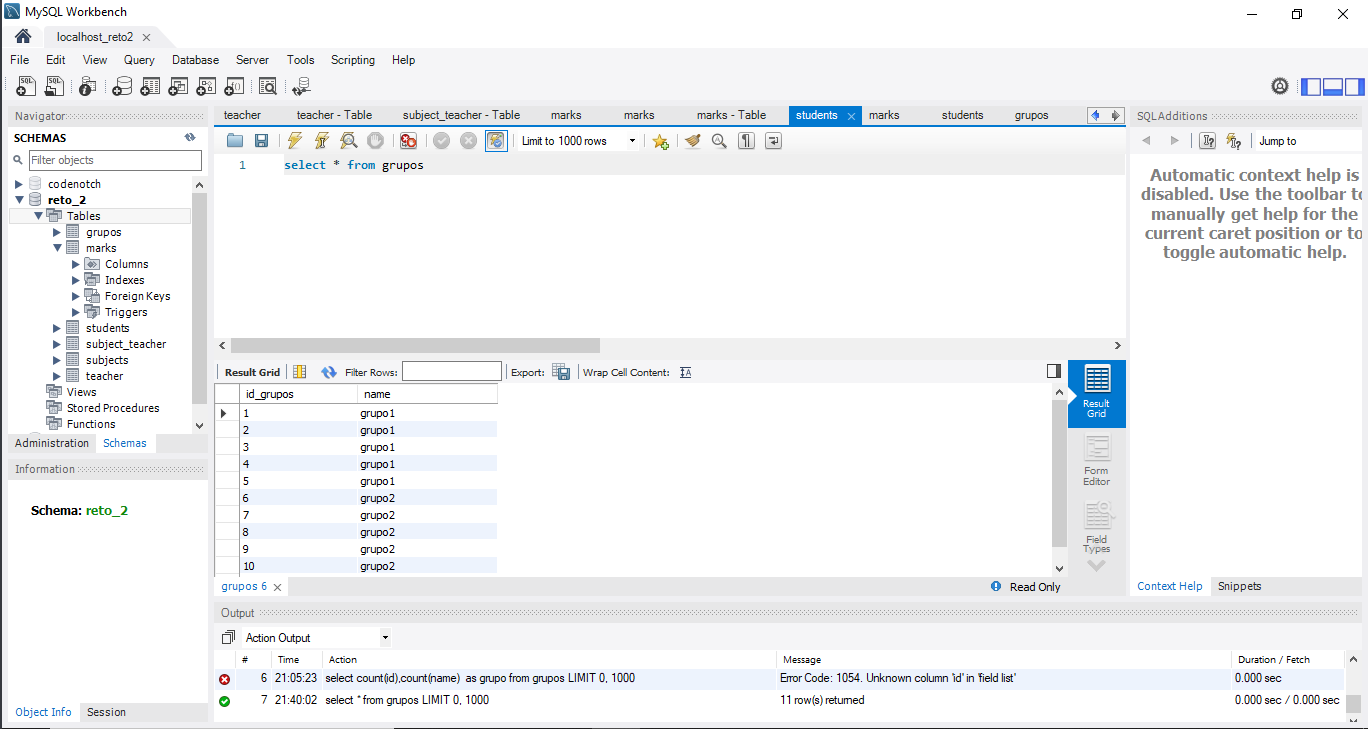 MySQL Workbench
localhost_reto2
File Edit View Query Database Server Tools Scripting Help
Navigator
SCHEMAS
Filter objects
codenotch
reto_2
Tables
grupos
marks
Columns
Indexes
Foreign Keys
Triggers
students
subject_teacher
subjects
teacher
Views
Stored Procedures
Functions
Administration Schemas
Information
Schema: reto_2
Object Info Session
teacher teacher - Table subject_teacher - Table marks marks marks - Table students marks students grupos
Limit to 1000 rows
1 select * from grupos
Result Grid Filter Rows: Export: Wrap Cell Content:
id_grupos name
1 grupo1
2 grupo1
3 grupo1
4 grupo1
5 grupo1
6 grupo2
7 grupo2
8 grupo2
9 grupo2
10 grupo2
Result
Grid
Form
Editor
Field
Types
grupos 6 Read Only
SQLAdditions
Jump to
Automatic context help is
disabled. Use the toolbar to
manually get help for the
current caret position or to
toggle automatic help.
Context Help Snippets
Output
Action Output
# Time Action Message Duration / Fetch
6 21:05:23 select count(id),count(name) as grupo from grupos LIMIT 0, 1000 Error Code: 1054. Unknown column 'id' in 'field list' 0.000 sec
7 21:40:02 select * from grupos LIMIT 0, 1000 11 row(s) returned 0.000 sec / 0.000 sec